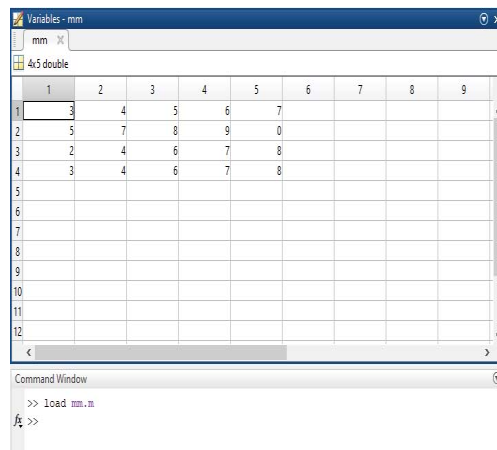 Variables - mm
mm
4x5 double
1 2 3 4 5 6 7 8 9
1 3 4 5 6 7
2 5 7 8 9 0
3 2 4 6 7 8
4 3 4 6 7 8
5
6
7
8
9
10
11
12
Command Window
>> load mm.m
fx >>